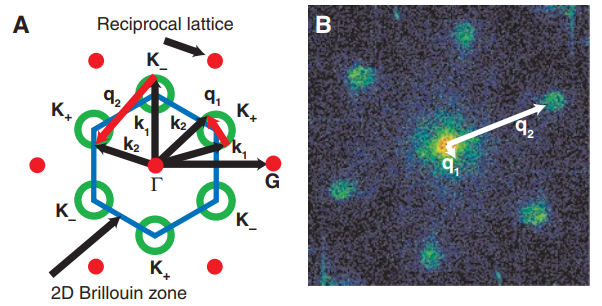 A
Reciprocal lattice
K₋
q₂
q₁
K₊
K₊
k₁
k₂
k₂
k₁
Γ
G
K₋
K₋
K₊
2D Brillouin zone
B
q₂
q₁